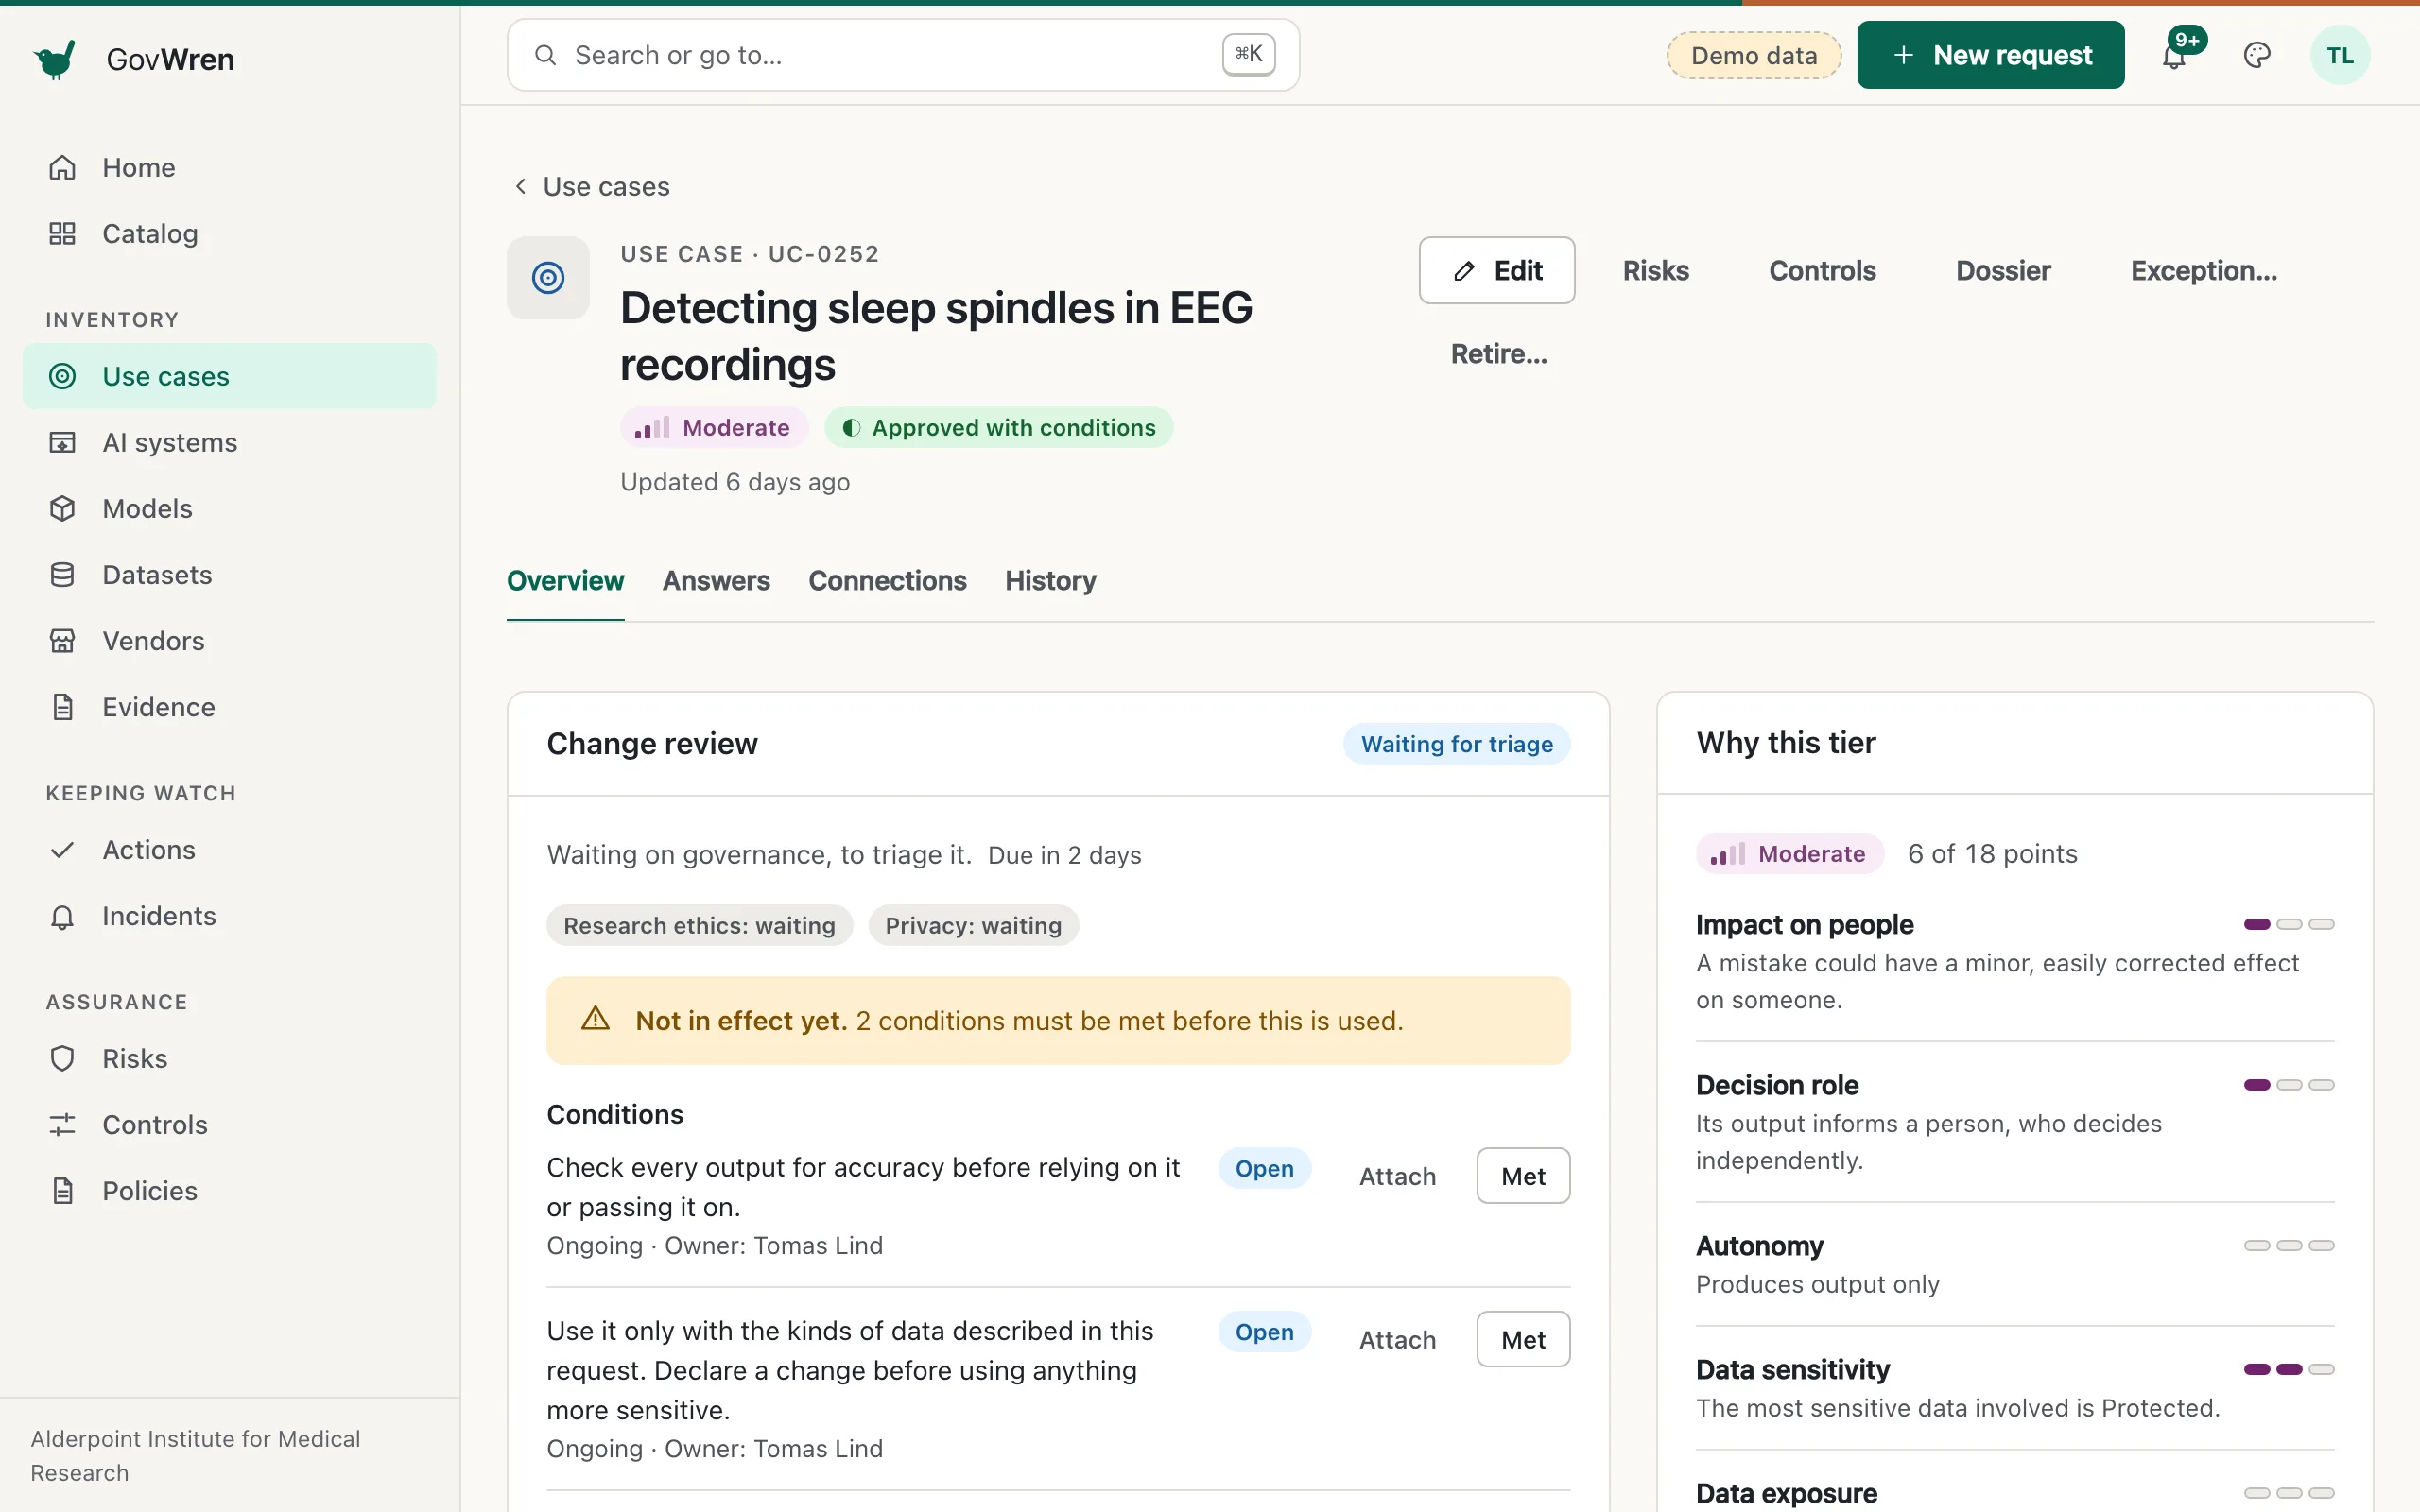 GovWren
Search or go to...
⌘K
Demo data
New request
9+
TL
Home
Catalog
INVENTORY
Use cases
AI systems
Models
Datasets
Vendors
Evidence
KEEPING WATCH
Actions
Incidents
ASSURANCE
Risks
Controls
Policies
Alderpoint Institute for Medical
Research
Use cases
USE CASE · UC-0252
Detecting sleep spindles in EEG
recordings
Moderate
Approved with conditions
Updated 6 days ago
Edit
Risks
Controls
Dossier
Exception...
Retire...
Overview
Answers
Connections
History
Change review
Waiting for triage
Waiting on governance, to triage it. Due in 2 days
Research ethics: waiting
Privacy: waiting
Not in effect yet. 2 conditions must be met before this is used.
Conditions
Check every output for accuracy before relying on it
or passing it on.
Ongoing · Owner: Tomas Lind
Open
Attach
Met
Use it only with the kinds of data described in this
request. Declare a change before using anything
more sensitive.
Ongoing · Owner: Tomas Lind
Open
Attach
Met
Why this tier
Moderate
6 of 18 points
Impact on people
A mistake could have a minor, easily corrected effect
on someone.
Decision role
Its output informs a person, who decides
independently.
Autonomy
Produces output only
Data sensitivity
The most sensitive data involved is Protected.
Data exposure